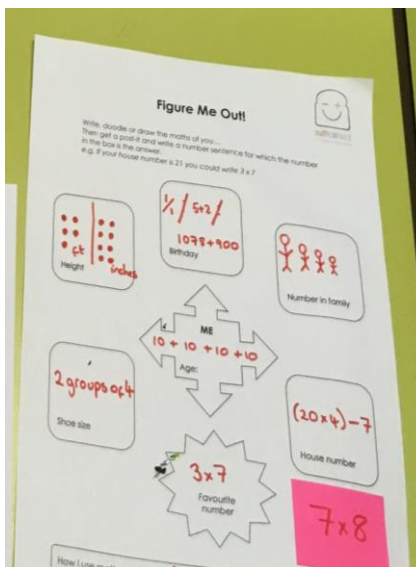 Figure Me Out!
Write, doodle or draw the maths of you...
Then get a post-it and write a number sentence for which the number
in the box is the answer.
e.g. if your house number is 21 you could write 3 x 7
1/1 / 5+2 /
1078+900
Birthday
ft
inches
Height
Number in family
ME
10 + 10 + 10 + 10
Age:
2 groups of 4
Shoe size
(20x4)-7
House number
3x7
Favourite
number
7x8
How I use